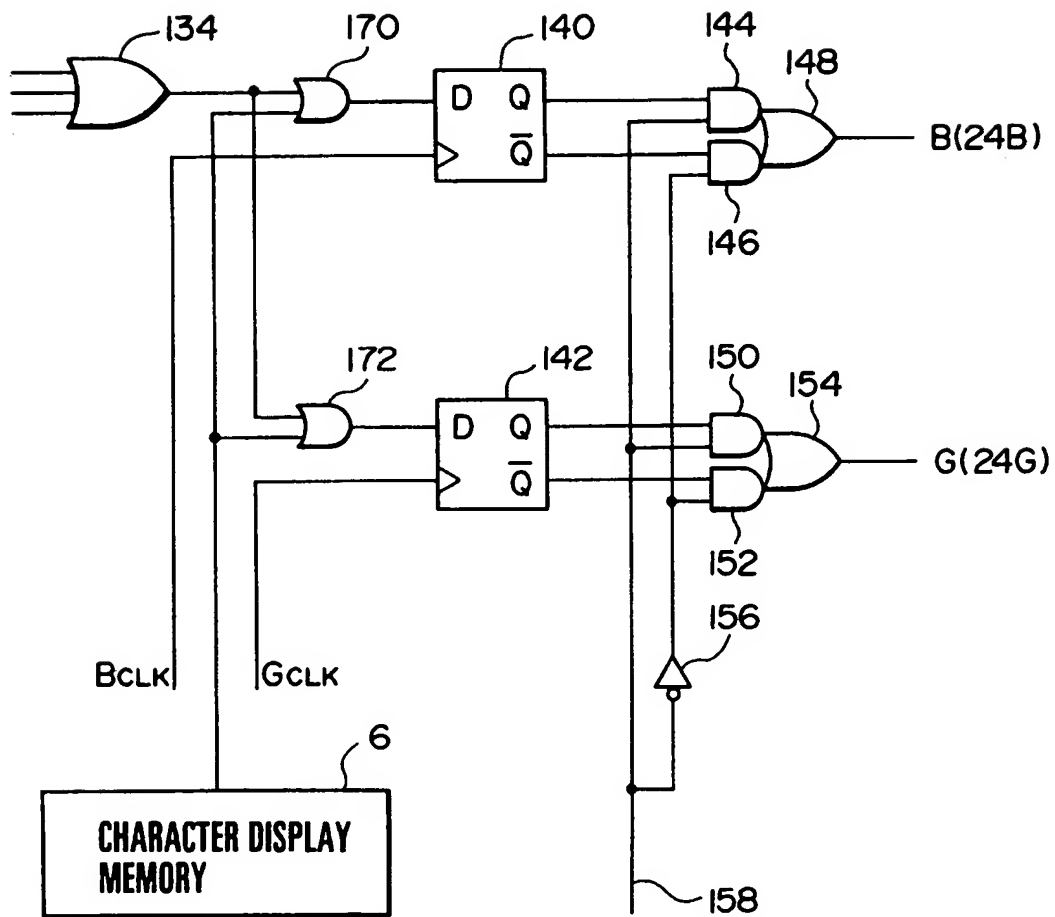 134
170
140
144
148
D Q
Q̅
B(24B)
146
172
142
150
154
D Q
Q̅
G(24G)
152
156
BCLK
GCLK
6
CHARACTER DISPLAY
MEMORY
158